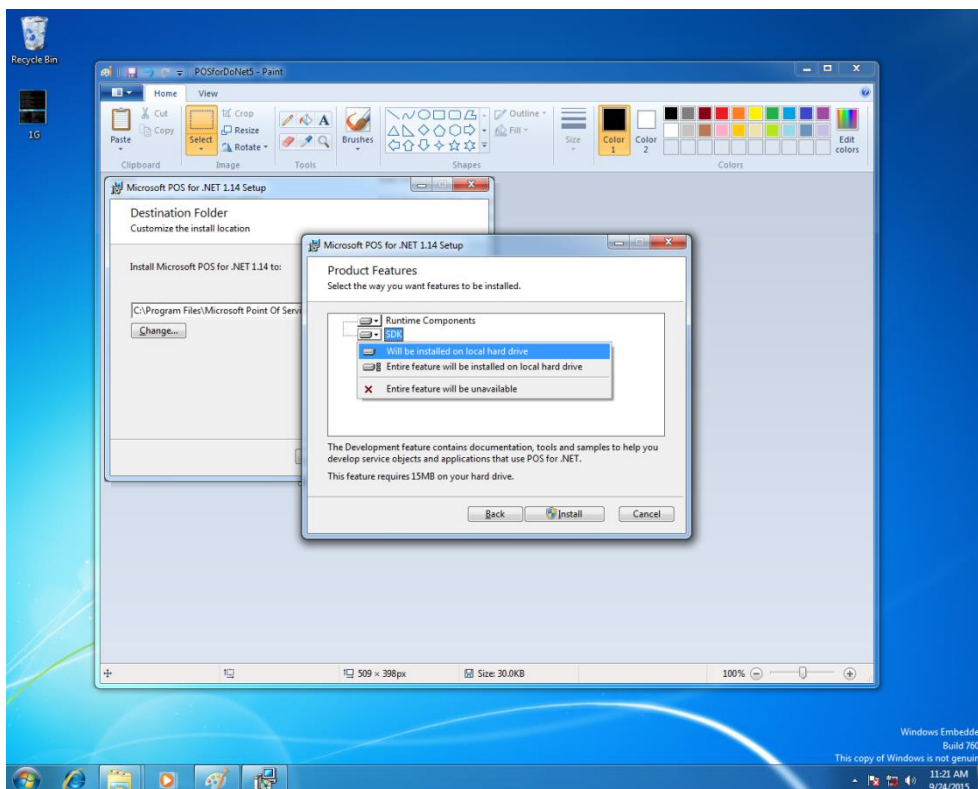 Recycle Bin
1G
POSforDoNet5 - Paint
Home View
Paste
Cut
Copy
Clipboard
Select
Crop
Resize
Rotate
Image
Tools
Brushes
Shapes
Outline
Fill
Size
Color 1
Color 2
Edit colors
Colors
Microsoft POS for .NET 1.14 Setup
Destination Folder
Customize the install location
Install Microsoft POS for .NET 1.14 to:
C:\Program Files\Microsoft Point Of Serv
Change...
Microsoft POS for .NET 1.14 Setup
Product Features
Select the way you want features to be installed.
Runtime Components
SDK
Will be installed on local hard drive
Entire feature will be installed on local hard drive
Entire feature will be unavailable
The Development feature contains documentation, tools and samples to help you
develop service objects and applications that use POS for .NET.
This feature requires 15MB on your hard drive.
Back Install Cancel
509 × 398px
Size: 30.0KB
100%
Windows Embedde
Build 760
This copy of Windows is not genuin
11:21 AM
9/24/2015